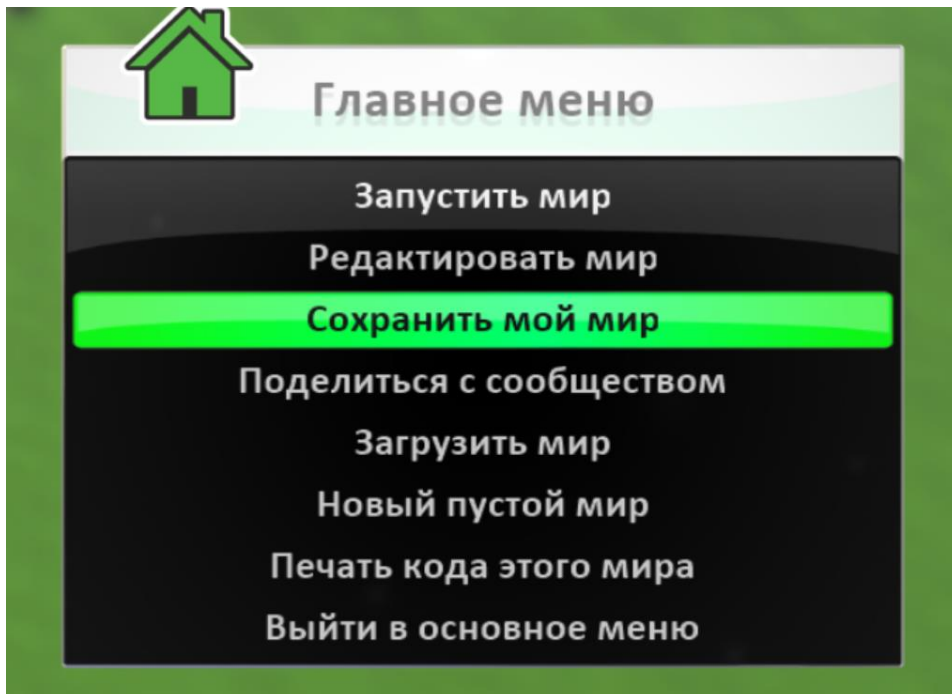 Главное меню
Запустить мир
Редактировать мир
Сохранить мой мир
Поделиться с сообществом
Загрузить мир
Новый пустой мир
Печать кода этого мира
Выйти в основное меню